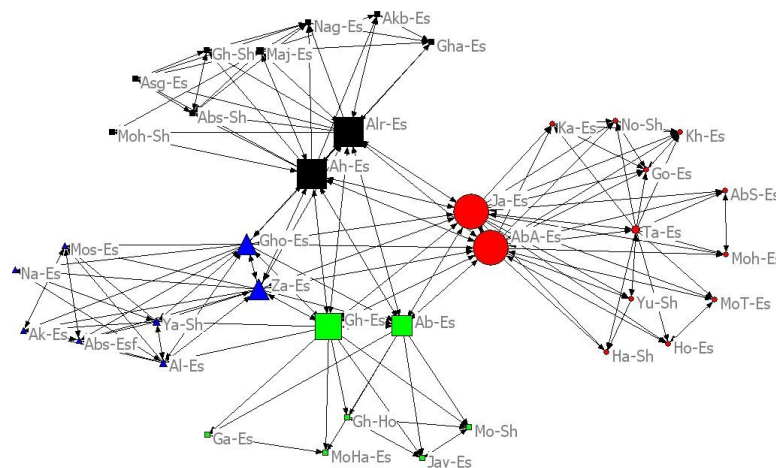 Akb-Es
Nag-Es
Gha-Es
Gh-Sh
Maj-Es
Asg-Es
Abs-Sh
Moh-Sh
Alr-Es
Ah-Es
Ka-Es
No-Sh
Kh-Es
Go-Es
AbS-Es
Ja-Es
Ta-Es
AbA-Es
Moh-Es
Gho-Es
Mos-Es
Na-Es
Za-Es
Yu-Sh
MoT-Es
Ya-Sh
Gh-Es
Ab-Es
Ak-Es
Abs-Esf
Al-Es
Ha-Sh
Ho-Es
Gh-Ho
Mo-Sh
Ga-Es
MoHa-Es
Jav-Es